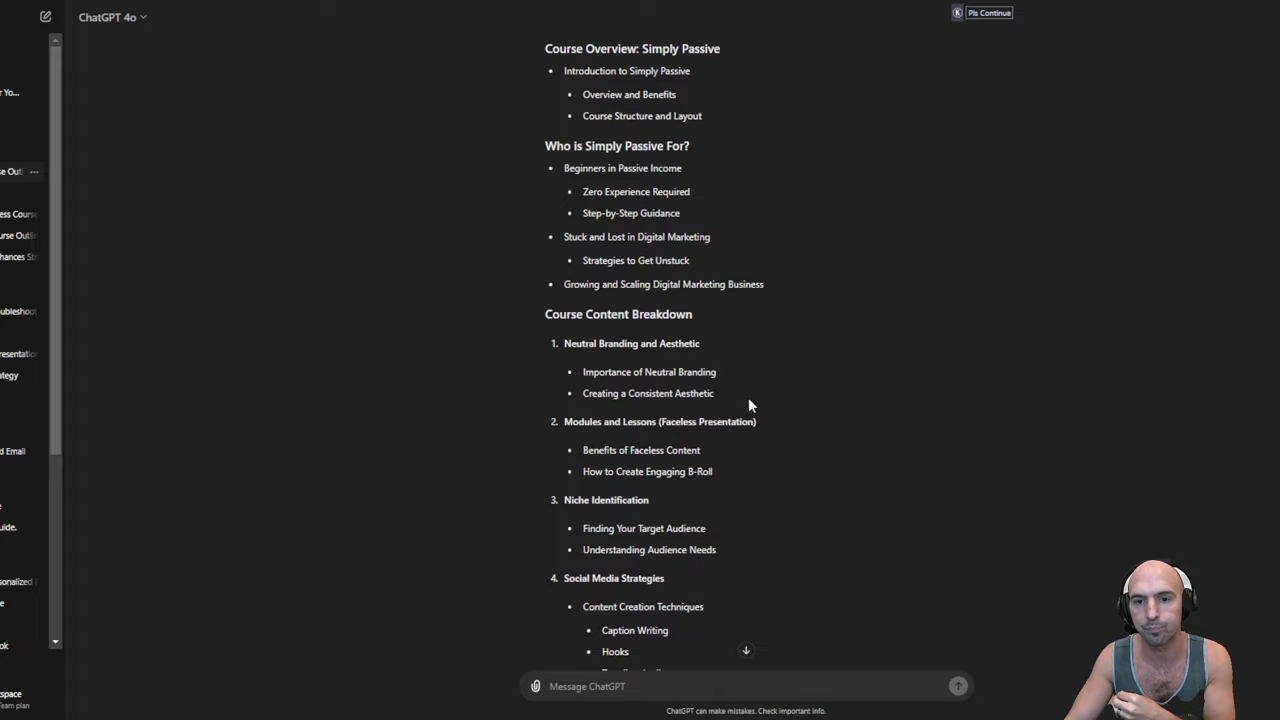 ChatGPT 4o
Pls Continue
Course Overview: Simply Passive
Introduction to Simply Passive
Overview and Benefits
Course Structure and Layout
Who is Simply Passive For?
Beginners in Passive Income
Zero Experience Required
Step-by-Step Guidance
Stuck and Lost in Digital Marketing
Strategies to Get Unstuck
Growing and Scaling Digital Marketing Business
Course Content Breakdown
1. Neutral Branding and Aesthetic
Importance of Neutral Branding
Creating a Consistent Aesthetic
2. Modules and Lessons (Faceless Presentation)
Benefits of Faceless Content
How to Create Engaging B-Roll
3. Niche Identification
Finding Your Target Audience
Understanding Audience Needs
4. Social Media Strategies
Content Creation Techniques
Caption Writing
Hooks
Message ChatGPT
ChatGPT can make mistakes. Check important info.